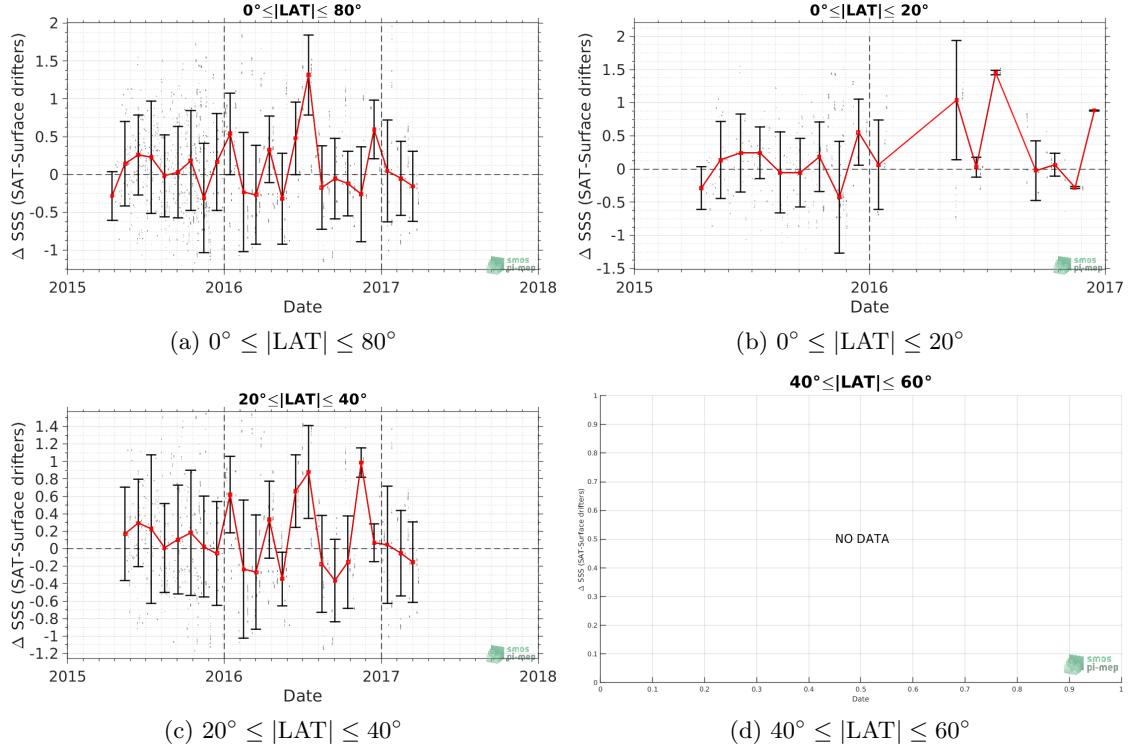 0°≤|LAT|≤ 80°
Δ SSS (SAT-Surface drifters)
2
1.5
1
0.5
0
-0.5
-1
2015
2016
2017
2018
Date
smos
pi-mep
(a) 0° ≤ |LAT| ≤ 80°
0°≤|LAT|≤ 20°
Δ SSS (SAT-Surface drifters)
2
1.5
1
0.5
0
-0.5
-1
-1.5
2015
2016
2017
Date
smos
pi-mep
(b) 0° ≤ |LAT| ≤ 20°
20°≤|LAT|≤ 40°
Δ SSS (SAT-Surface drifters)
1.4
1.2
1
0.8
0.6
0.4
0.2
0
-0.2
-0.4
-0.6
-0.8
-1
-1.2
2015
2016
2017
2018
Date
smos
pi-mep
(c) 20° ≤ |LAT| ≤ 40°
40°≤|LAT|≤ 60°
Δ SSS (SAT-Surface drifters)
1
0.9
0.8
0.7
0.6
0.5
0.4
0.3
0.2
0.1
0
NO DATA
0
0.1
0.2
0.3
0.4
0.5
0.6
0.7
0.8
0.9
1
Date
smos
pi-mep
(d) 40° ≤ |LAT| ≤ 60°